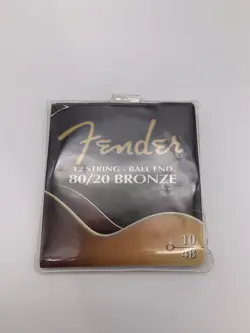 Fender
12 STRING - BALL END
80/20 BRONZE
10
48